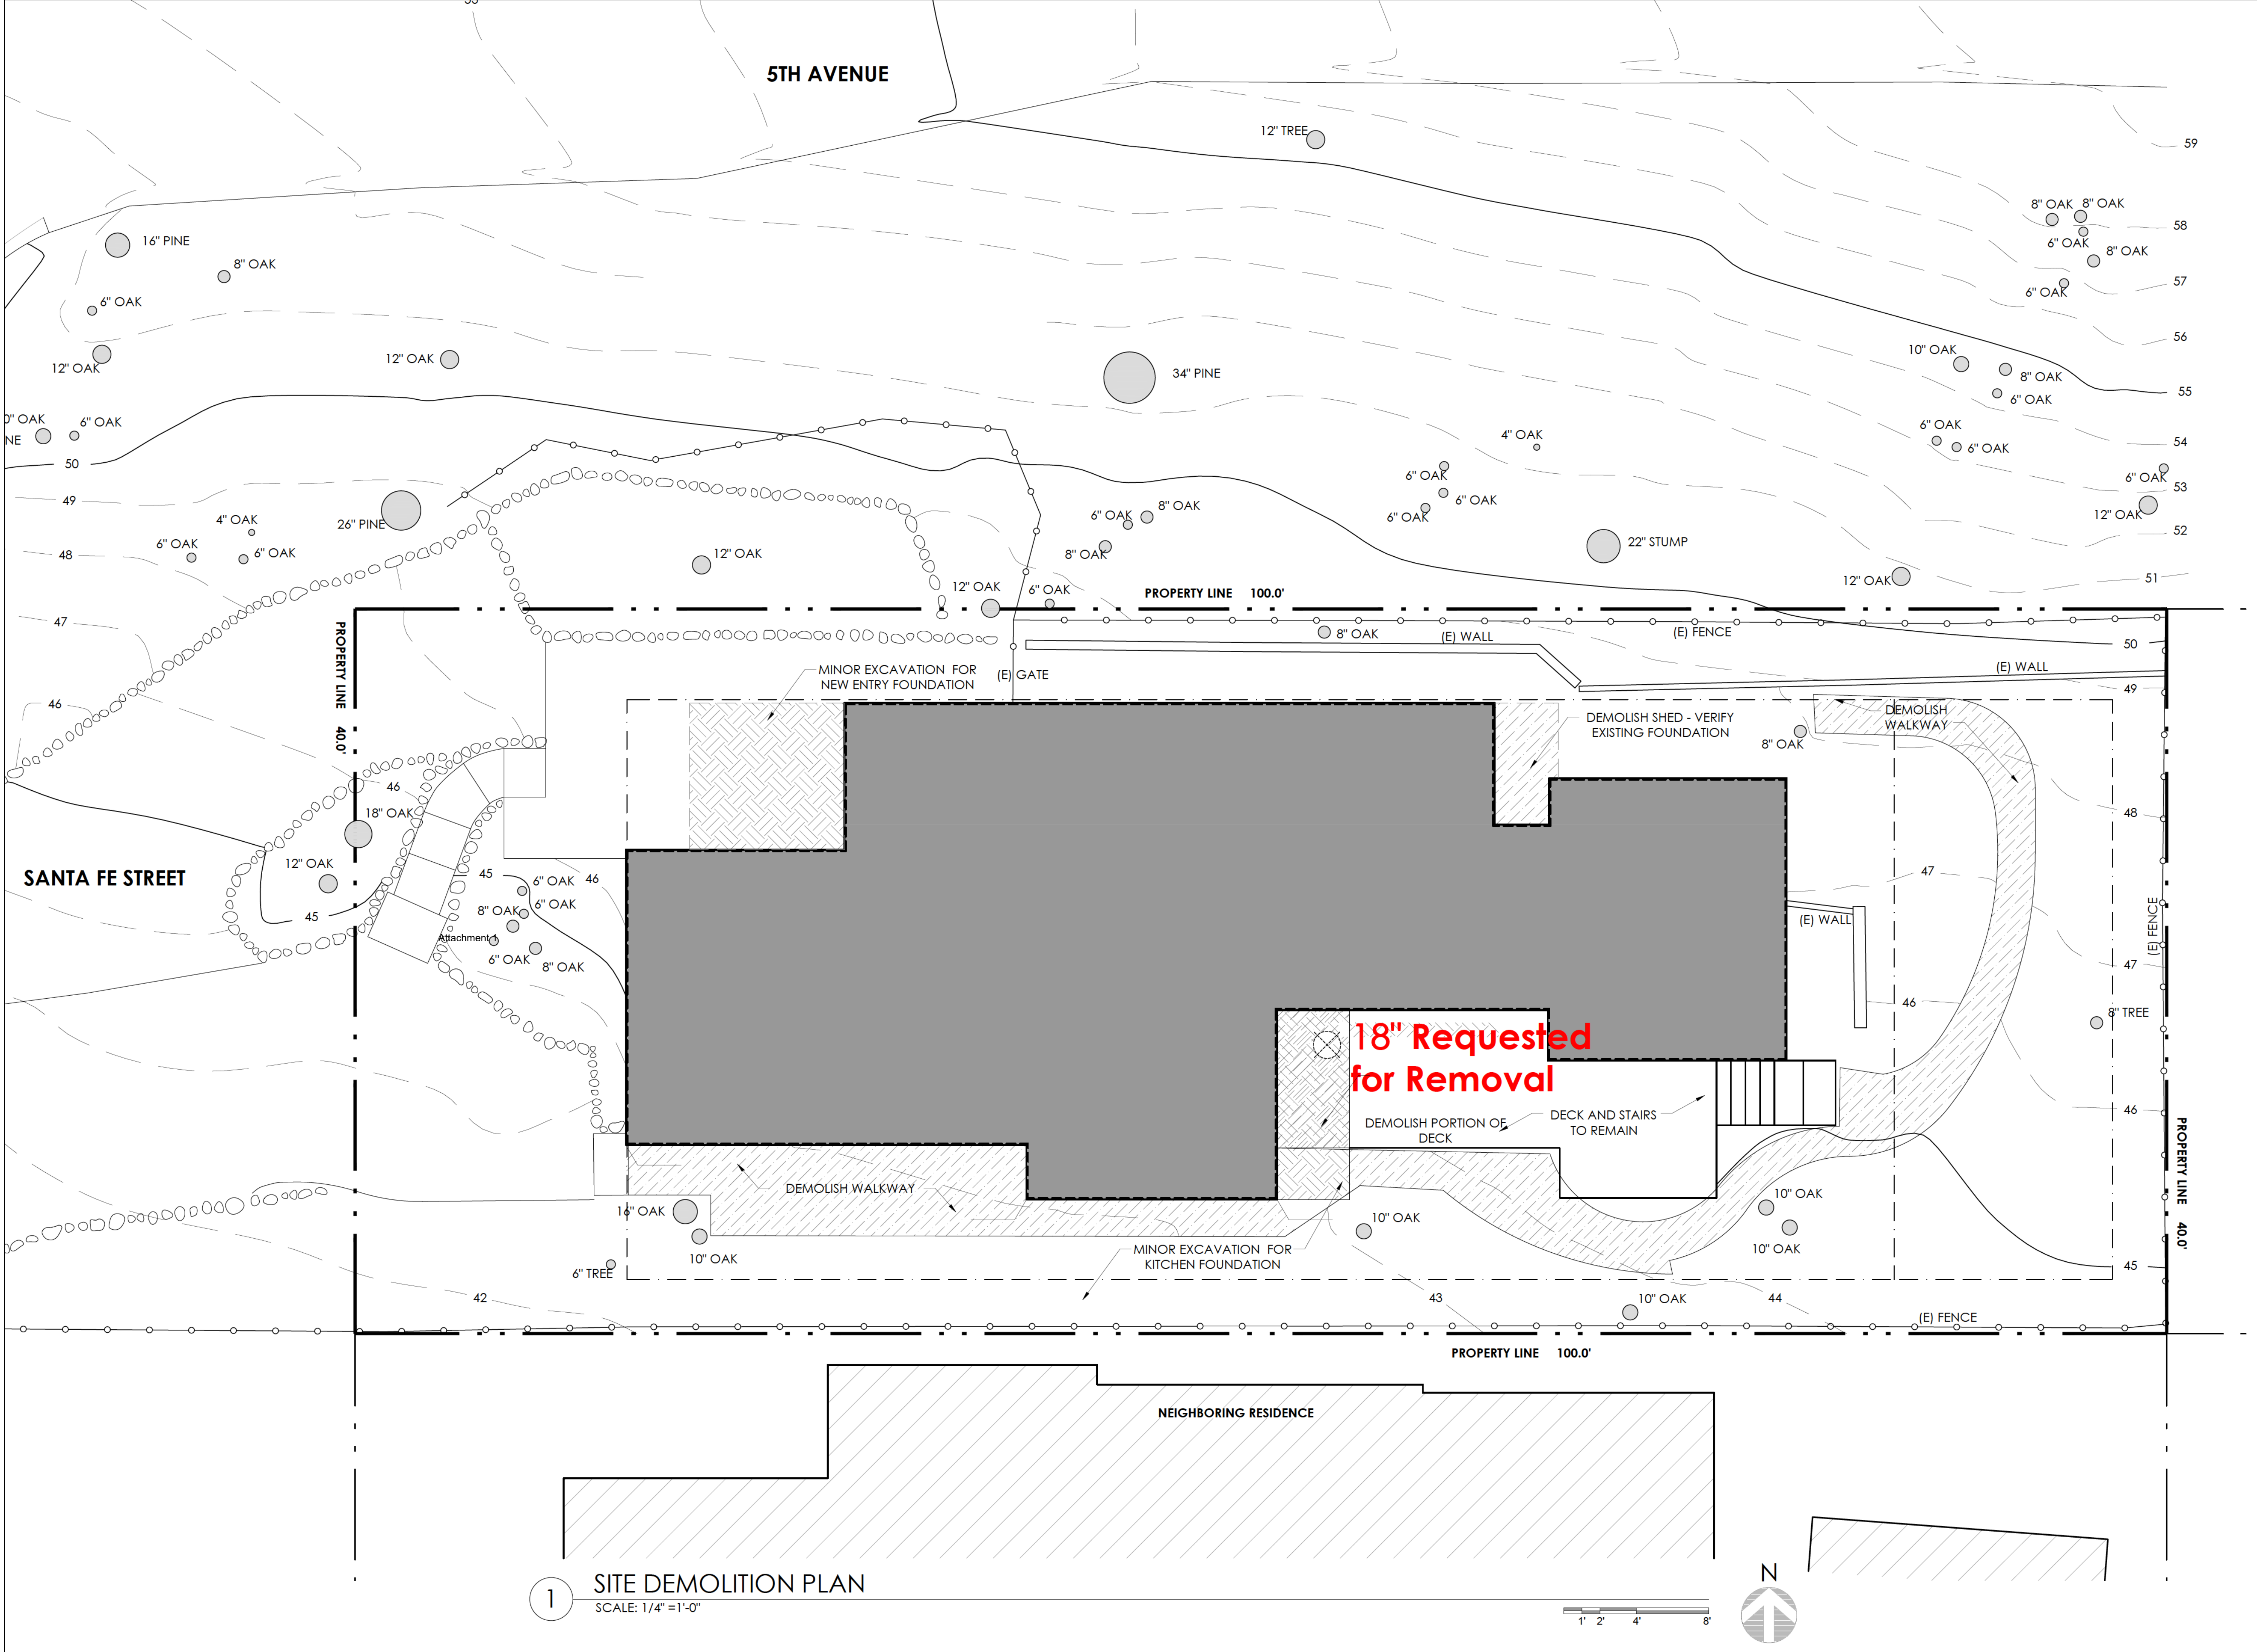 5TH AVENUE
12" TREE
59
8" OAK
8" OAK
58
6" OAK
8" OAK
16" PINE
8" OAK
57
6" OAK
6" OAK
56
10" OAK
12" OAK
12" OAK
34" PINE
8" OAK
55
6" OAK
0" OAK
6" OAK
NE
6" OAK
4" OAK
54
6" OAK
50
6" OAK
6" OAK
53
49
6" OAK
8" OAK
6" OAK
12" OAK
4" OAK
26" PINE
6" OAK
52
6" OAK
48
6" OAK
12" OAK
8" OAK
22" STUMP
51
12" OAK
12" OAK
6" OAK
PROPERTY LINE 100.0'
47
8" OAK
(E) WALL
(E) FENCE
50
PROPERTY LINE 40.0'
MINOR EXCAVATION FOR
NEW ENTRY FOUNDATION
(E) GATE
(E) WALL
49
46
DEMOLISH SHED - VERIFY
EXISTING FOUNDATION
DEMOLISH
WALKWAY
8" OAK
46
18" OAK
48
12" OAK
SANTA FE STREET
45
6" OAK
46
47
6" OAK
8" OAK
45
(E) WALL
(E) FENCE
Attachment 1
6" OAK
8" OAK
47
46
8" TREE
18" Requested
for Removal
46
DEMOLISH PORTION OF
DECK
DECK AND STAIRS
TO REMAIN
PROPERTY LINE 40.0'
DEMOLISH WALKWAY
10" OAK
16" OAK
10" OAK
10" OAK
10" OAK
MINOR EXCAVATION FOR
KITCHEN FOUNDATION
6" TREE
45
42
43
10" OAK
44
(E) FENCE
PROPERTY LINE 100.0'
NEIGHBORING RESIDENCE
1
SITE DEMOLITION PLAN
SCALE: 1/4" =1'-0"
1' 2' 4' 8'
N